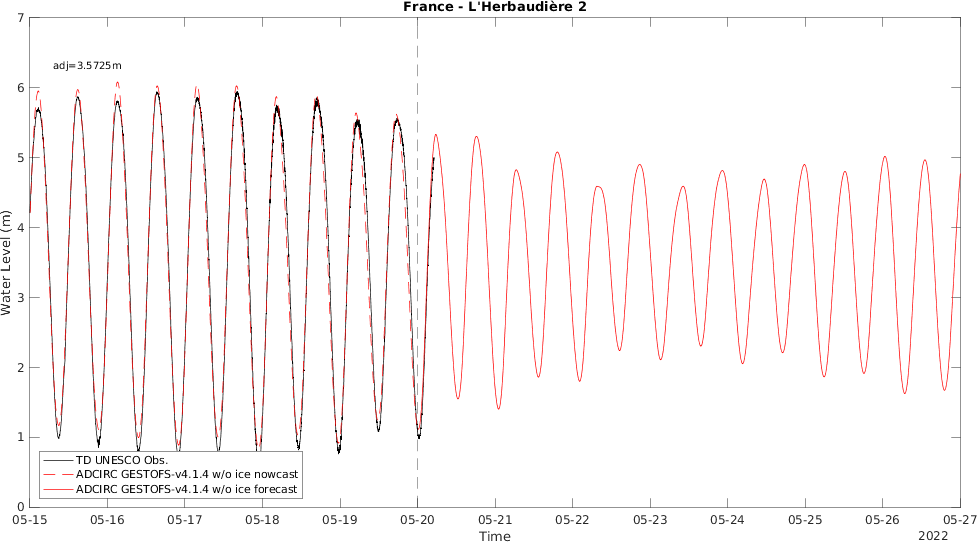 France - L'Herbaudière 2
7
adj=3.5725m
6
5
4
3
2
1
0
Water Level (m)
TD UNESCO Obs.
ADCIRC GESTOFS-v4.1.4 w/o ice nowcast
ADCIRC GESTOFS-v4.1.4 w/o ice forecast
05-15 05-16 05-17 05-18 05-19 05-20 05-21 05-22 05-23 05-24 05-25 05-26 05-27
Time
2022